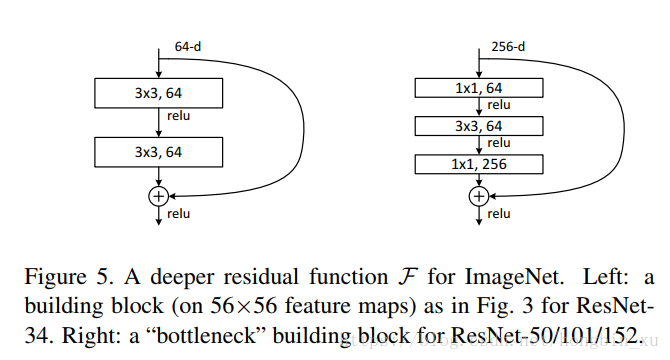 64-d
3x3, 64
relu
3x3, 64
+
relu
256-d
1x1, 64
relu
3x3, 64
relu
1x1, 256
+
relu
Figure 5. A deeper residual function F for ImageNet. Left: a
building block (on 56×56 feature maps) as in Fig. 3 for ResNet-
34. Right: a “bottleneck” building block for ResNet-50/101/152.